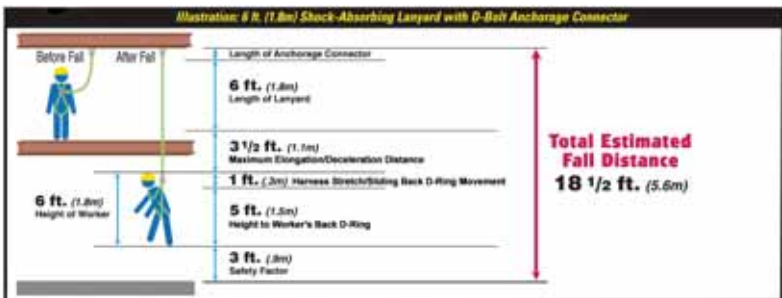 Illustration: 6 ft. (1.8m) Shock-Absorbing Lanyard with D-Bolt Anchorage Connector
Before Fall
After Fall
Length of Anchorage Connector
6 ft. (1.8m)
Length of Lanyard
3 1/2 ft. (1.1m)
Maximum Elongation/Deceleration Distance
1 ft. (.3m) Harness Stretch/Sliding Back D-Ring Movement
6 ft. (1.8m)
Height of Worker
5 ft. (1.5m)
Height to Worker's Back D-Ring
3 ft. (.9m)
Safety Factor
Total Estimated
Fall Distance
18 1/2 ft. (5.6m)